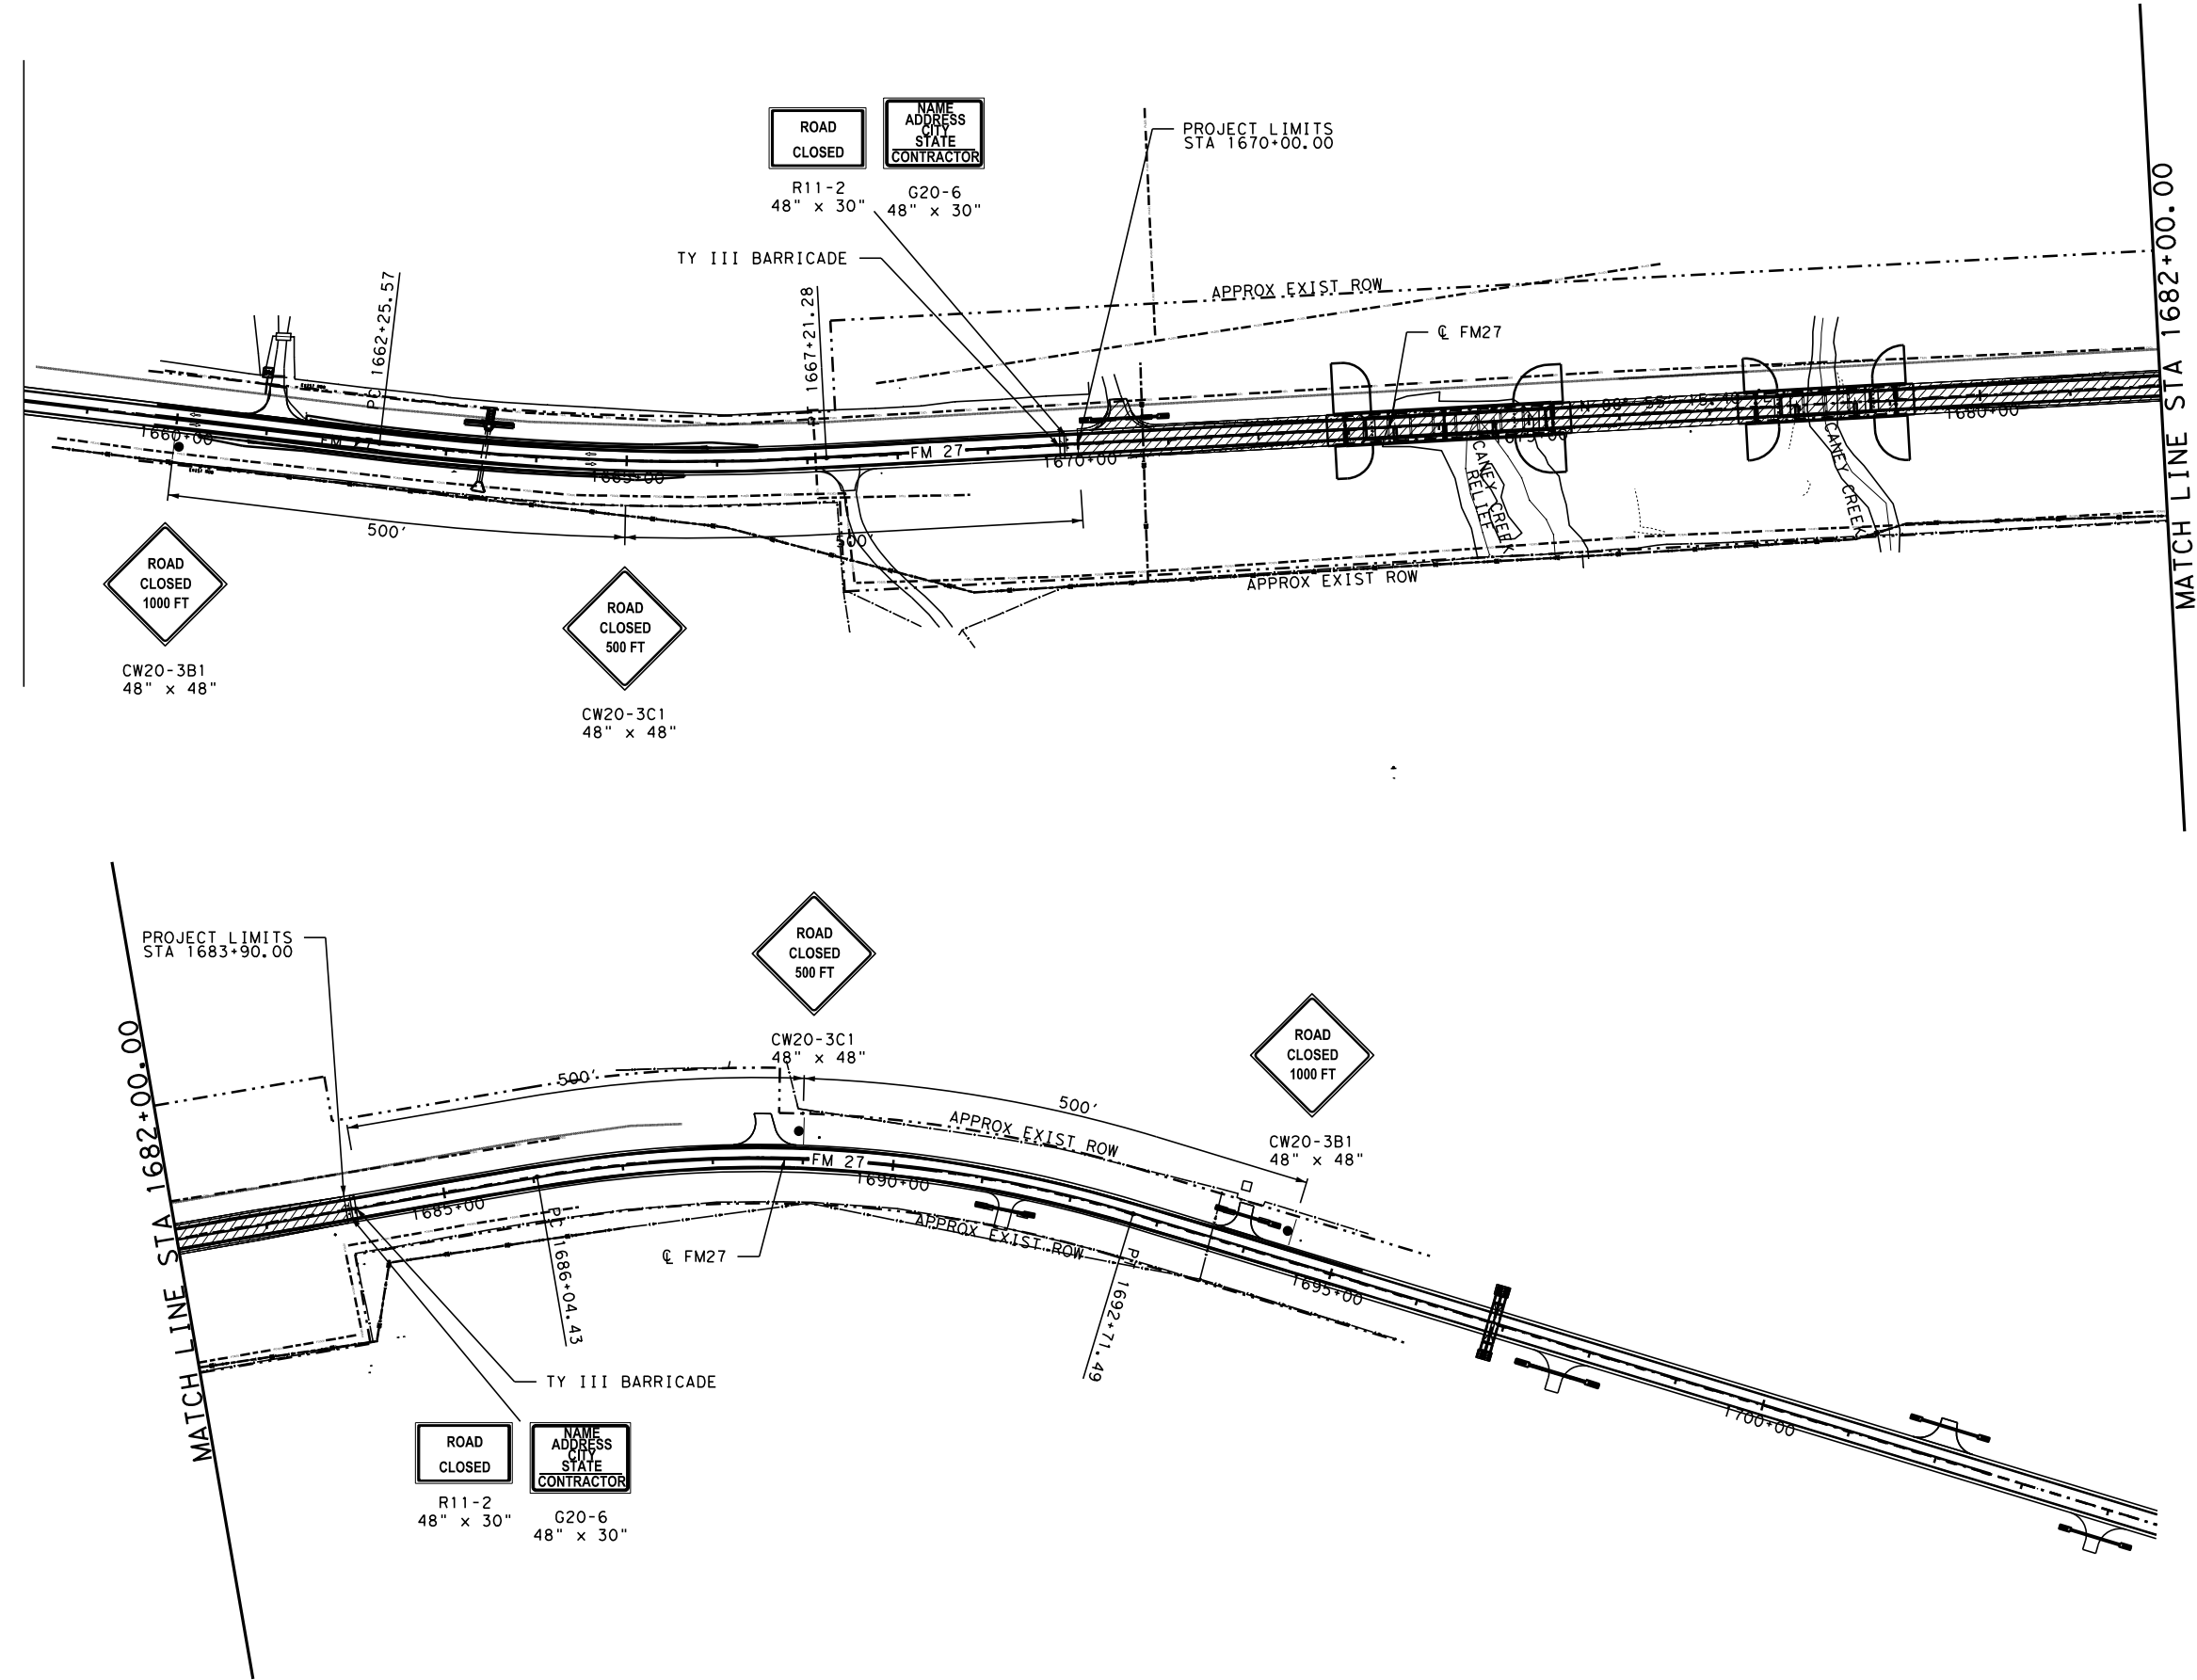 ROAD
CLOSED
R11-2
48" x 30"
NAME
ADDRESS
CITY
STATE
CONTRACTOR
G20-6
48" x 30"
PROJECT LIMITS
STA 1670+00.00
TY III BARRICADE
APPROX EXIST ROW
℄ FM27
PC 1662+25.57
1667+21.28
1660+00
FM 27
1665+00
FM 27
1670+00
1680+00
CANEY CREEK
RELIEF
CANEY CREEK
500'
500'
APPROX EXIST ROW
MATCH LINE STA 1682+00.00
ROAD
CLOSED
1000 FT
CW20-3B1
48" x 48"
ROAD
CLOSED
500 FT
CW20-3C1
48" x 48"
MATCH LINE STA 1682+00.00
PROJECT LIMITS
STA 1683+90.00
ROAD
CLOSED
500 FT
CW20-3C1
48" x 48"
ROAD
CLOSED
1000 FT
CW20-3B1
48" x 48"
500'
500'
APPROX EXIST ROW
FM 27
1685+00
1690+00
APPROX EXIST ROW
℄ FM27
PC 1686+04.43
PT 1692+71.49
1695+00
1700+00
TY III BARRICADE
ROAD
CLOSED
R11-2
48" x 30"
NAME
ADDRESS
CITY
STATE
CONTRACTOR
G20-6
48" x 30"